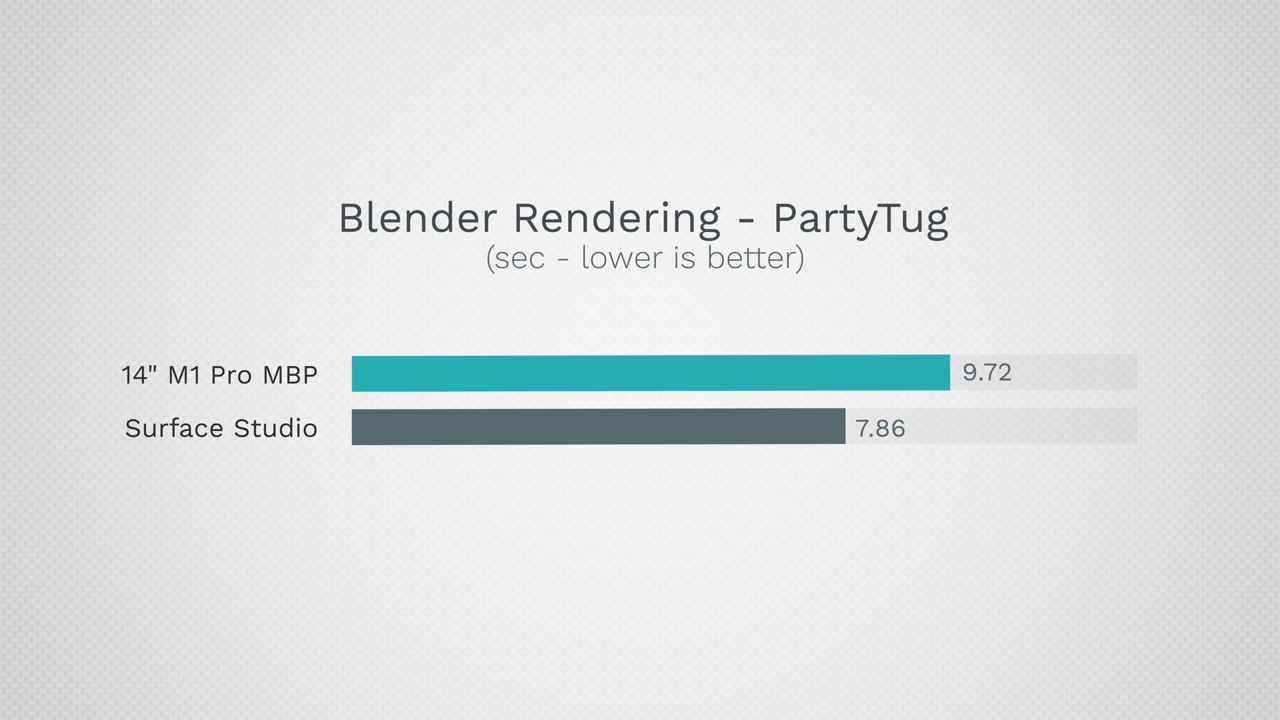 Blender Rendering - PartyTug
(sec - lower is better)
14" M1 Pro MBP 9.72
Surface Studio 7.86